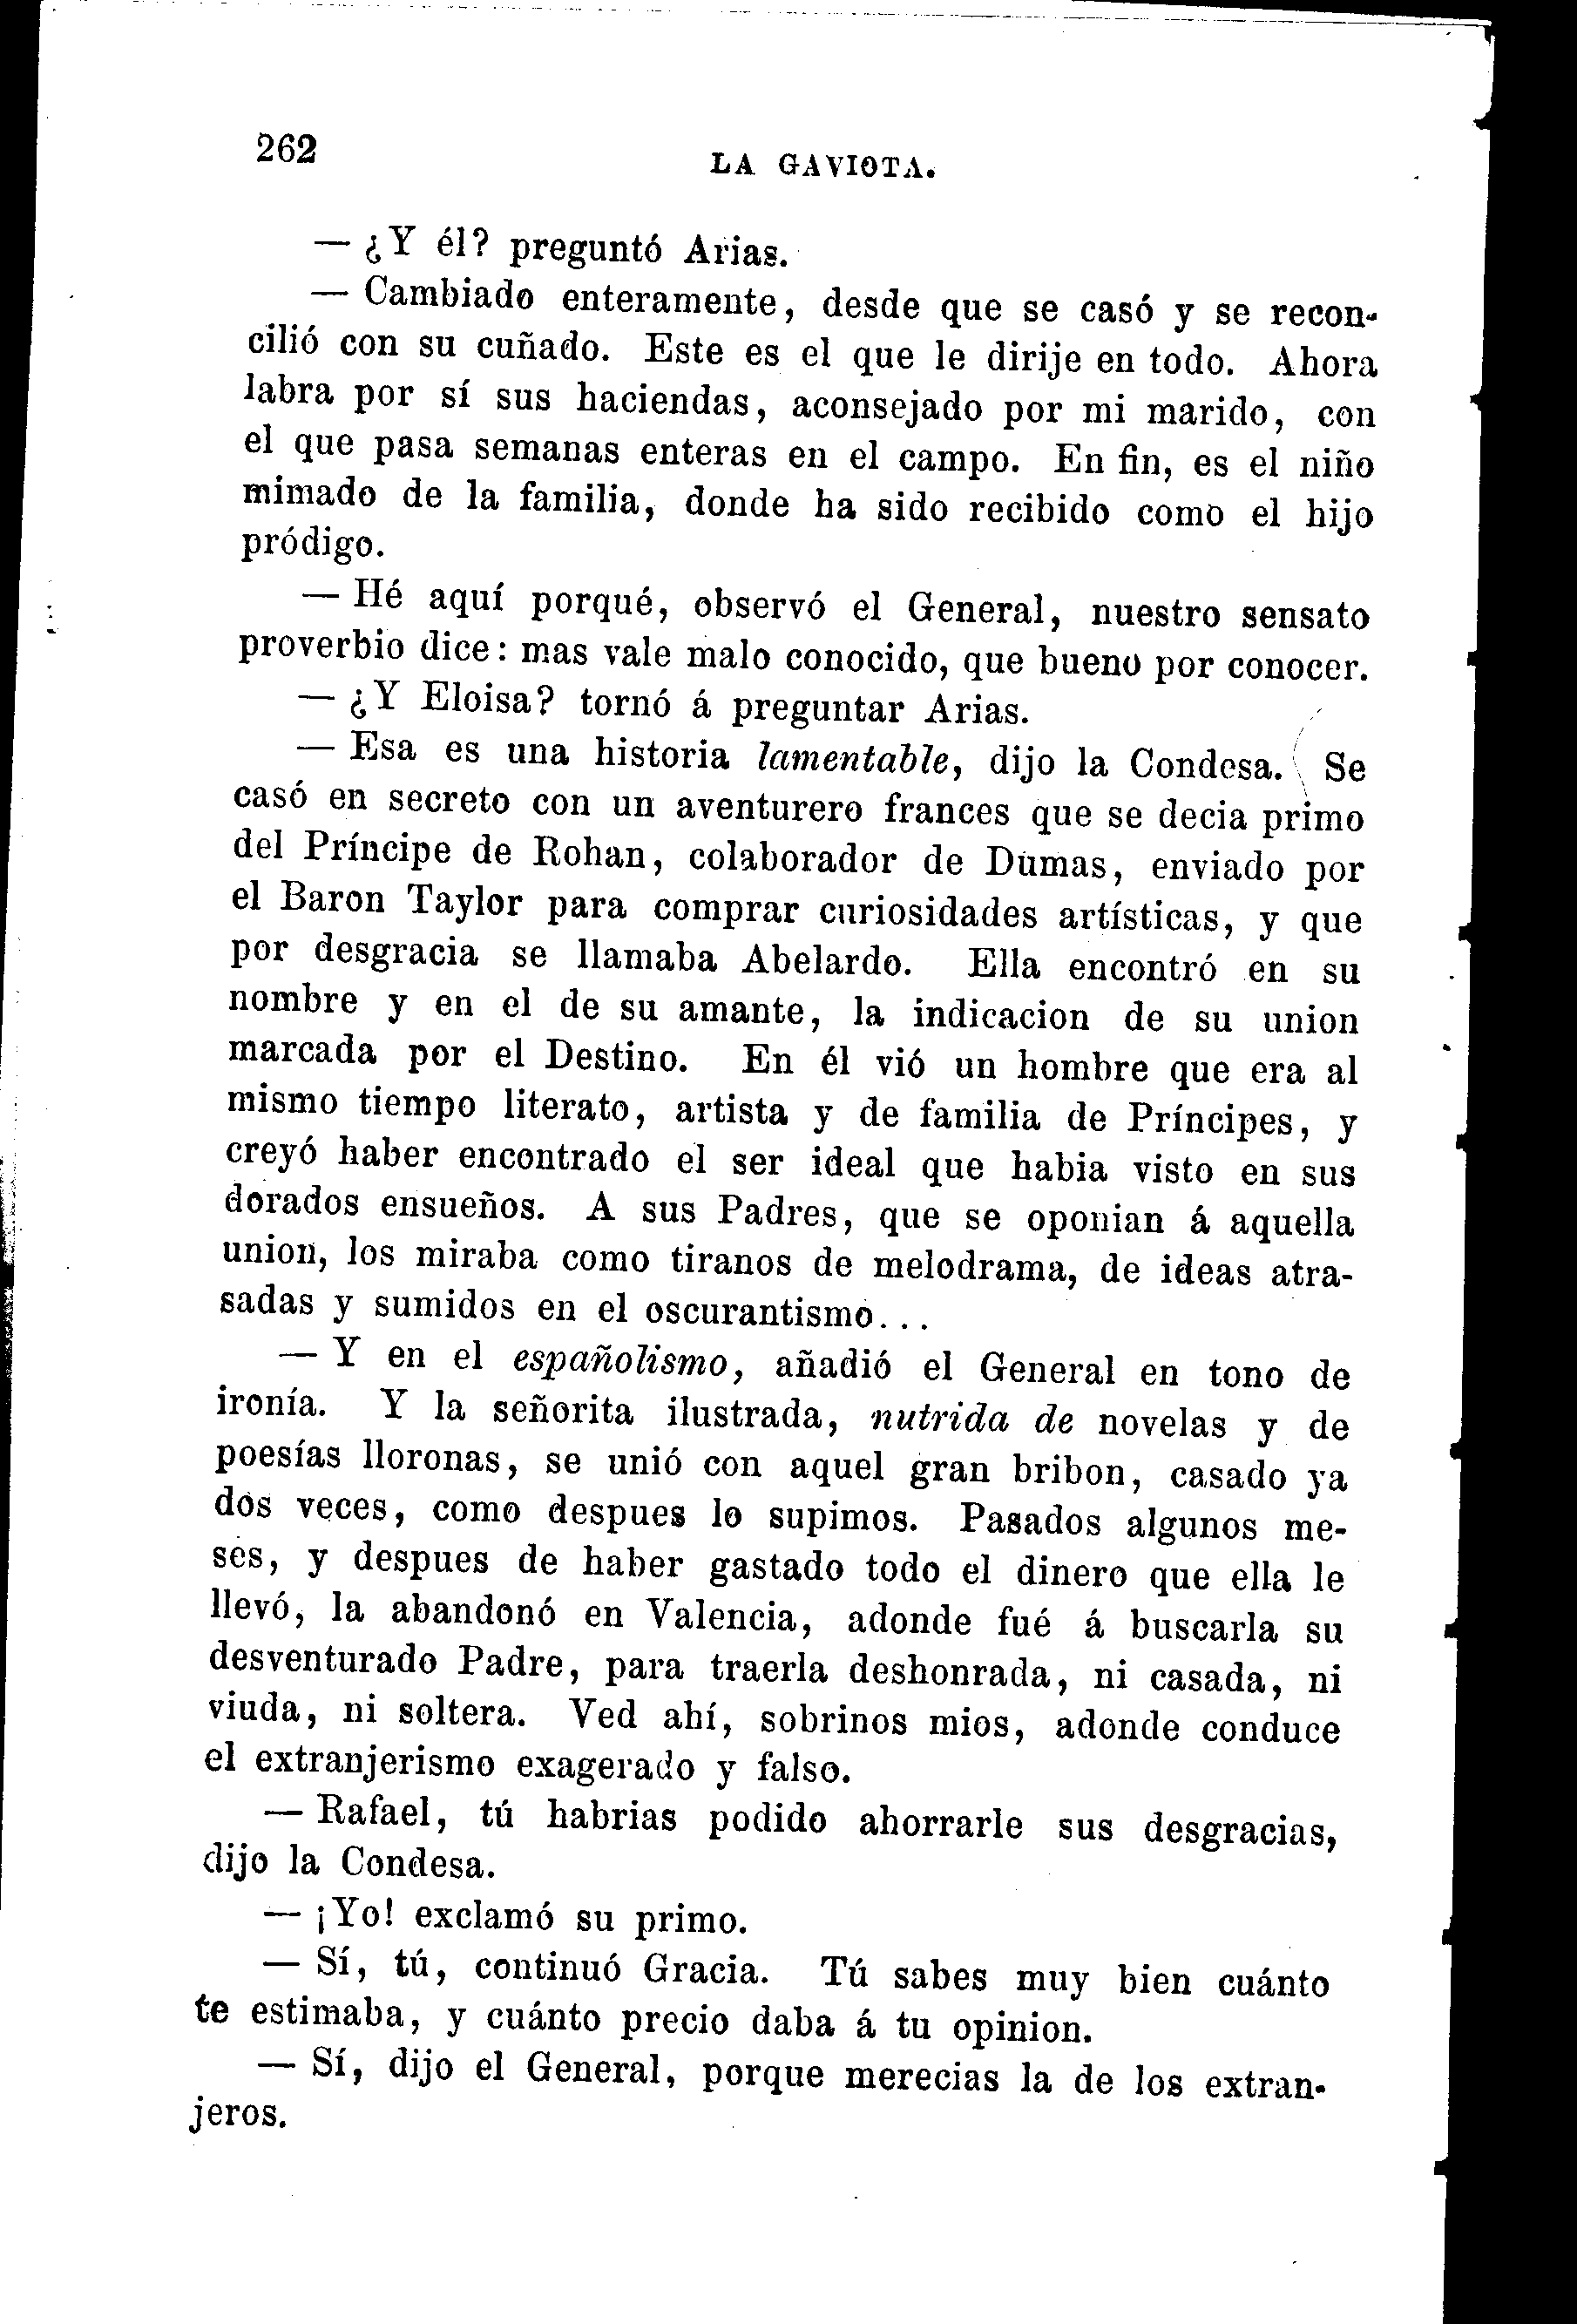 262
LA GAVIOTA.
— ¿Y él? preguntó Arias.
— Cambiado enteramente, desde que se casó y se recon-
cilió con su cuñado. Este es el que le dirije en todo. Ahora
labra por sí sus haciendas, aconsejado por mi marido, con
el que pasa semanas enteras en el campo. En fin, es el niño
mimado de la familia, donde ha sido recibido como el hijo
pródigo.
— Hé aquí porqué, observó el General, nuestro sensato
proverbio dice: mas vale malo conocido, que bueno por conocer.
— ¿Y Eloisa? tornó á preguntar Arias.
— Esa es una historia lamentable, dijo la Condesa. Se
casó en secreto con un aventurero frances que se decia primo
del Príncipe de Rohan, colaborador de Dumas, enviado por
el Baron Taylor para comprar curiosidades artísticas, y que
por desgracia se llamaba Abelardo. Ella encontró en su
nombre y en el de su amante, la indicacion de su union
marcada por el Destino. En él vió un hombre que era al
mismo tiempo literato, artista y de familia de Príncipes, y
creyó haber encontrado el ser ideal que habia visto en sus
dorados ensueños. A sus Padres, que se oponian á aquella
union, los miraba como tiranos de melodrama, de ideas atra-
sadas y sumidos en el oscurantismo...
— Y en el españolismo, añadió el General en tono de
ironía. Y la señorita ilustrada, nutrida de novelas y de
poesías lloronas, se unió con aquel gran bribon, casado ya
dos veces, como despues lo supimos. Pasados algunos me-
ses, y despues de haber gastado todo el dinero que ella le
llevó, la abandonó en Valencia, adonde fué á buscarla su
desventurado Padre, para traerla deshonrada, ni casada, ni
viuda, ni soltera. Ved ahí, sobrinos mios, adonde conduce
el extranjerismo exagerado y falso.
— Rafael, tú habrias podido ahorrarle sus desgracias,
dijo la Condesa.
— ¡Yo! exclamó su primo.
— Sí, tú, continuó Gracia. Tú sabes muy bien cuánto
te estimaba, y cuánto precio daba á tu opinion.
— Sí, dijo el General, porque merecias la de los extran-
jeros.